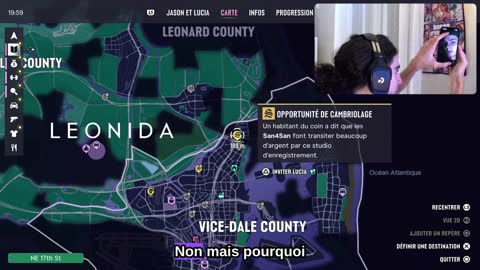 19:59
JASON ET LUCIA
CARTE
INFOS
PROGRESSION
LEONARD COUNTY
COUNTY
LEONIDA
OPPORTUNITÉ DE CAMBRIOLAGE
Un habitant du coin a dit que les
San4San font transiter beaucoup
d'argent par ce studio
d'enregistrement.
INVITER LUCIA
189 m
Océan Atlantique
VICE-DALE COUNTY
RECENTRER
VUE 2D
AJOUTER UN REPÈRE
DÉFINIR UNE DESTINATION
QUITTER
NE 17th St
Non mais pourquoi